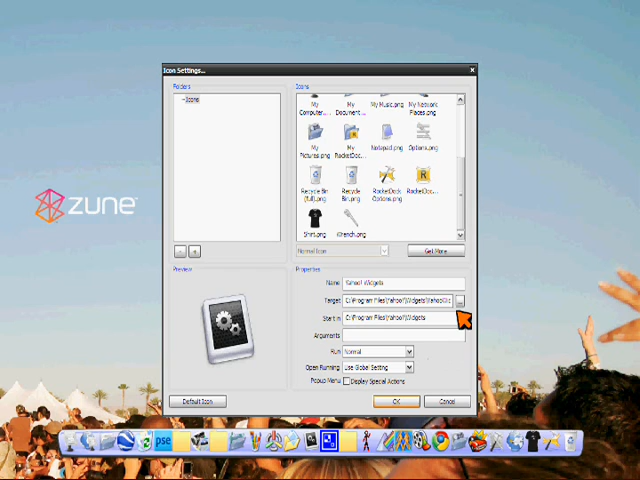 Icon Settings...
Folders
Icons
Icons
My Computer....
My Document ...
My Music.png
My Network Places.png
My Pictures.png
My RocketDoc...
Notepad.png
Options.png
Recycle Bin (full).png
Recycle Bin.png
RocketDock Options.png
RocketDoc...
Shirt.png
Wrench.png
zune
Normal Icon
Get More
- +
Preview
Properties
Name
Yahoo! Widgets
Target
C:\Program Files\Yahoo!\Widgets\Yahoo!
...
Start in
C:\Program Files\Yahoo!\Widgets
Arguments
Run
Normal
Open Running
Use Global Setting
Popup Menu
Display Special Actions
Default Icon
OK
Cancel
pse